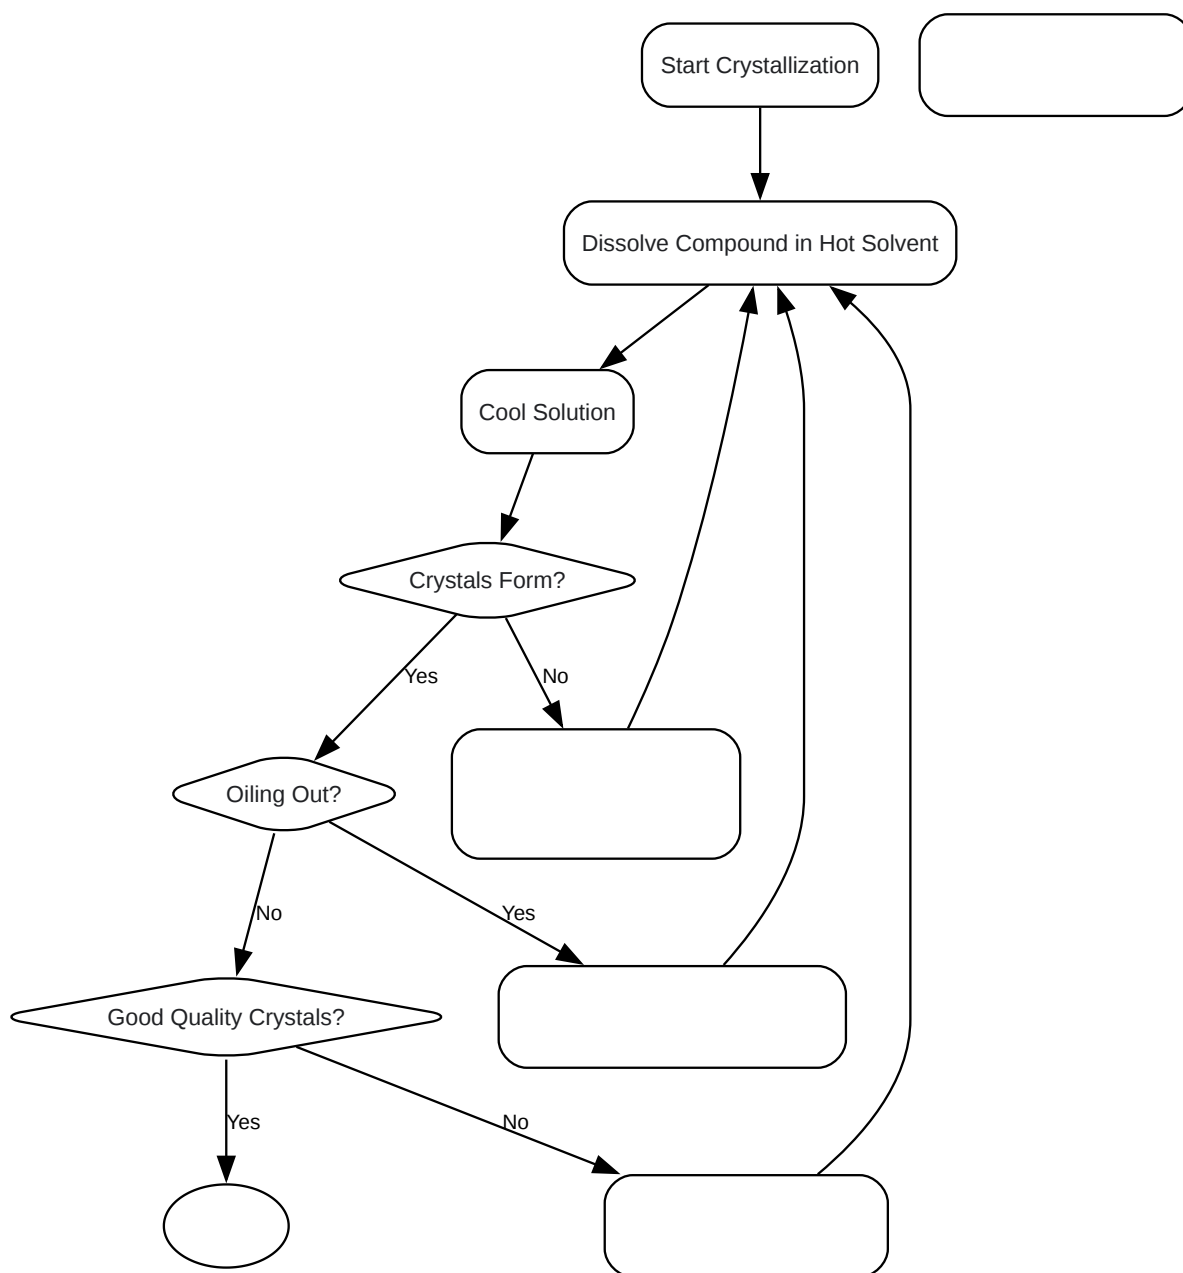 Start Crystallization
Dissolve Compound in Hot Solvent
Cool Solution
Crystals Form?
Yes
No
Oiling Out?
No
Yes
Good Quality Crystals?
Yes
No